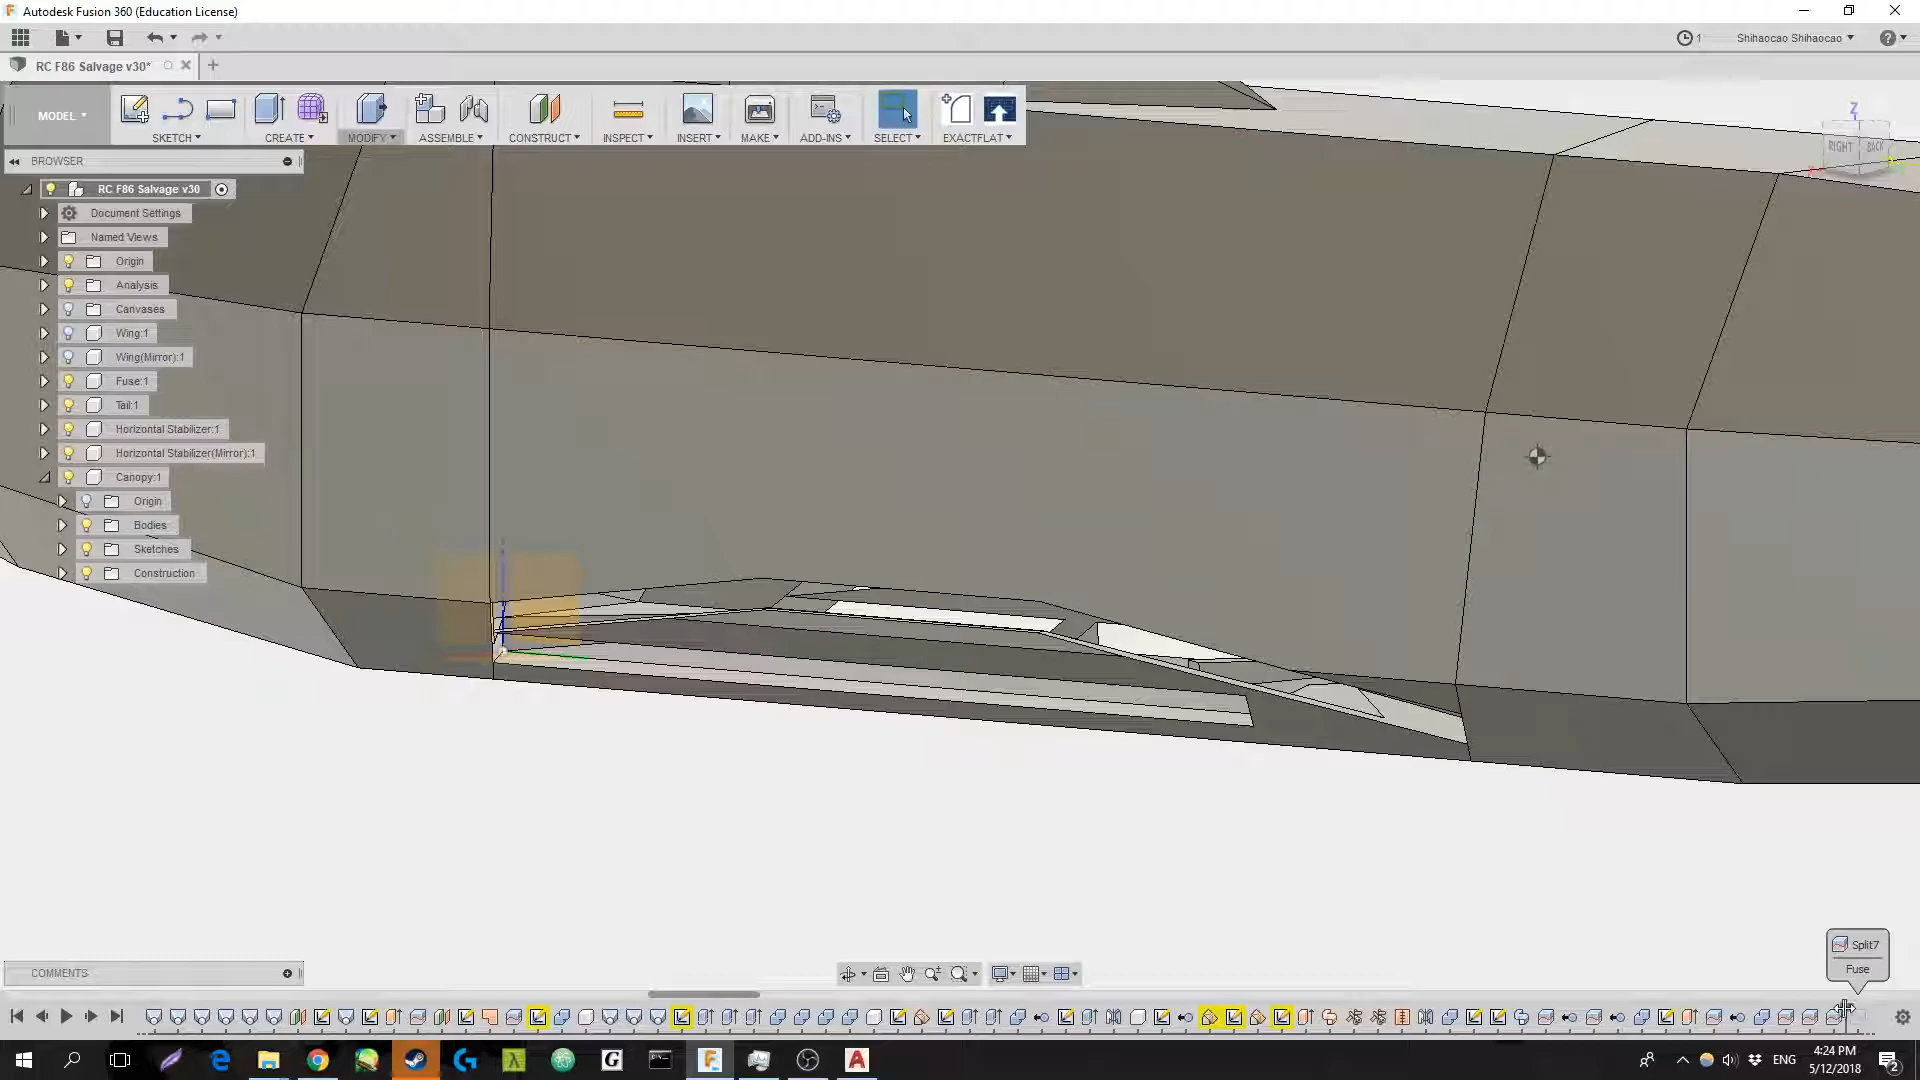 Autodesk Fusion 360 (Education License)
1
Shihaocao Shihaocao
RC F86 Salvage v30*
MODEL
SKETCH
CREATE
MODIFY
ASSEMBLE
CONSTRUCT
INSPECT
INSERT
MAKE
ADD-INS
SELECT
EXACTFLAT
Z
RIGHT
BACK
BROWSER
RC F86 Salvage v30
Document Settings
Named Views
Origin
Analysis
Canvases
Wing:1
Wing(Mirror):1
Fuse:1
Tail:1
Horizontal Stabilizer:1
Horizontal Stabilizer(Mirror):1
Canopy:1
Origin
Bodies
Sketches
Construction
Split7
Fuse
COMMENTS
ENG
4:24 PM
5/12/2018
2